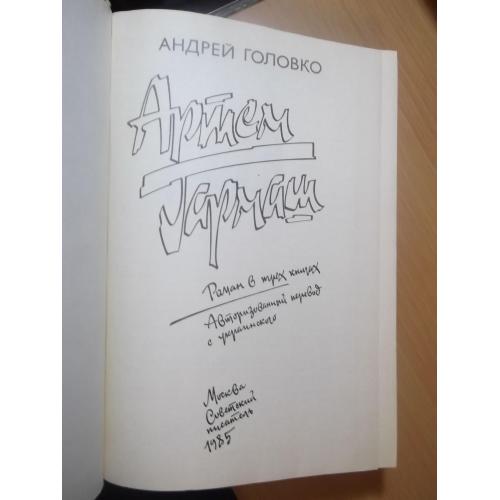 АНДРЕЙ ГОЛОВКО
Артем
Гармаш
Роман в трех книгах
Авторизованный перевод
с украинского
Москва
Советский
писатель
1985